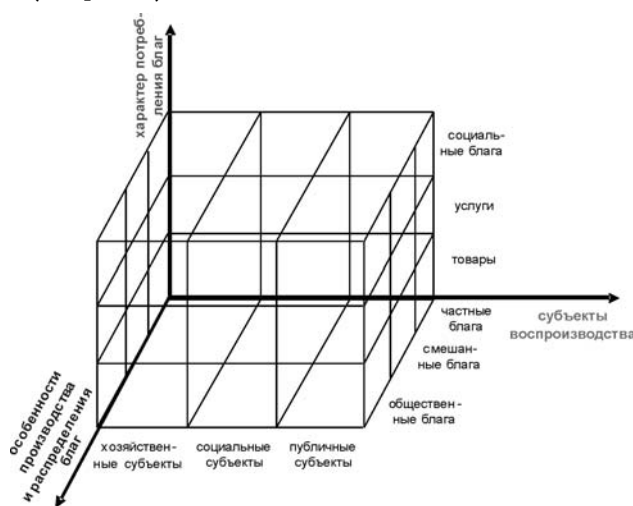 характер потреб-
ления благ
социаль-
ные блага
услуги
товары
частные
блага
субъекты
воспроизводства
смешан-
ные блага
обществен-
ные блага
особенности
производства
и распределения
благ
хозяйствен-
ные субъекты
социальные
субъекты
публичные
субъекты